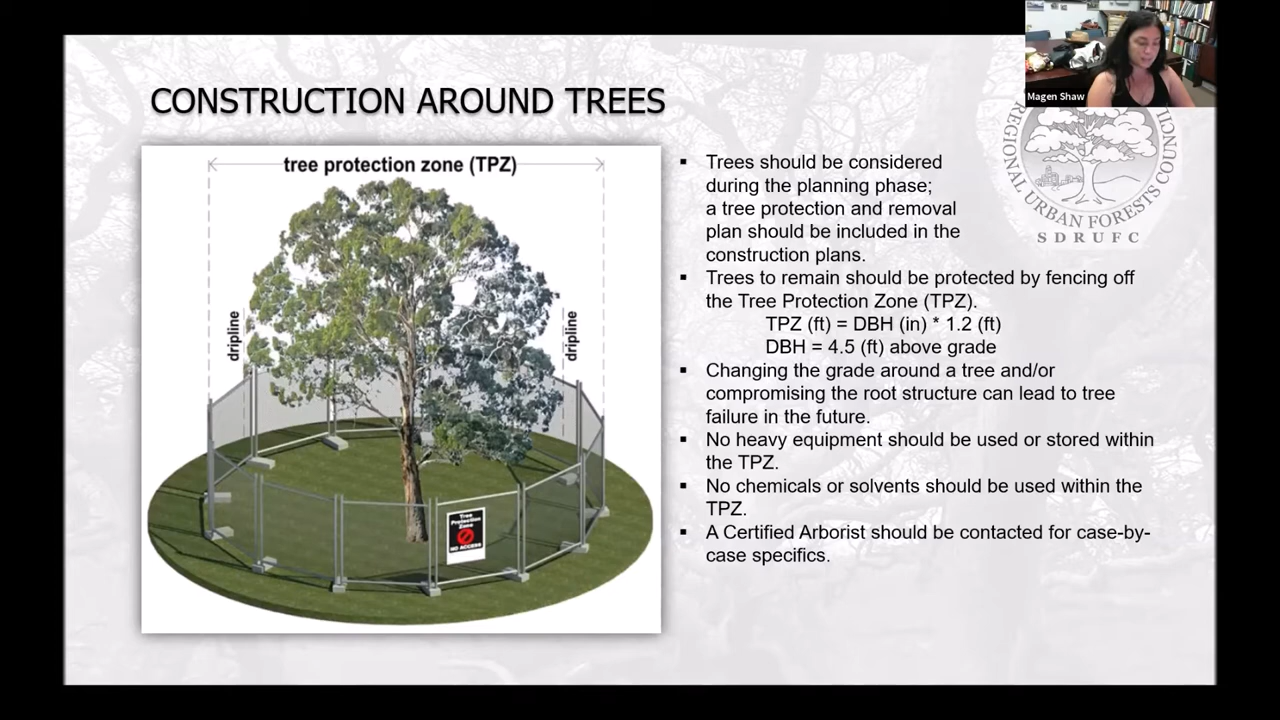 Magen Shaw
CONSTRUCTION AROUND TREES
REGIONAL URBAN FORESTS COUNCIL
SDRUFC
tree protection zone (TPZ)
dripline
dripline
Tree
Protection
Zone
NO ACCESS
▪ Trees should be considered
during the planning phase;
a tree protection and removal
plan should be included in the
construction plans.
▪ Trees to remain should be protected by fencing off
the Tree Protection Zone (TPZ).
TPZ (ft) = DBH (in) * 1.2 (ft)
DBH = 4.5 (ft) above grade
▪ Changing the grade around a tree and/or
compromising the root structure can lead to tree
failure in the future.
▪ No heavy equipment should be used or stored within
the TPZ.
▪ No chemicals or solvents should be used within the
TPZ.
▪ A Certified Arborist should be contacted for case-by-
case specifics.